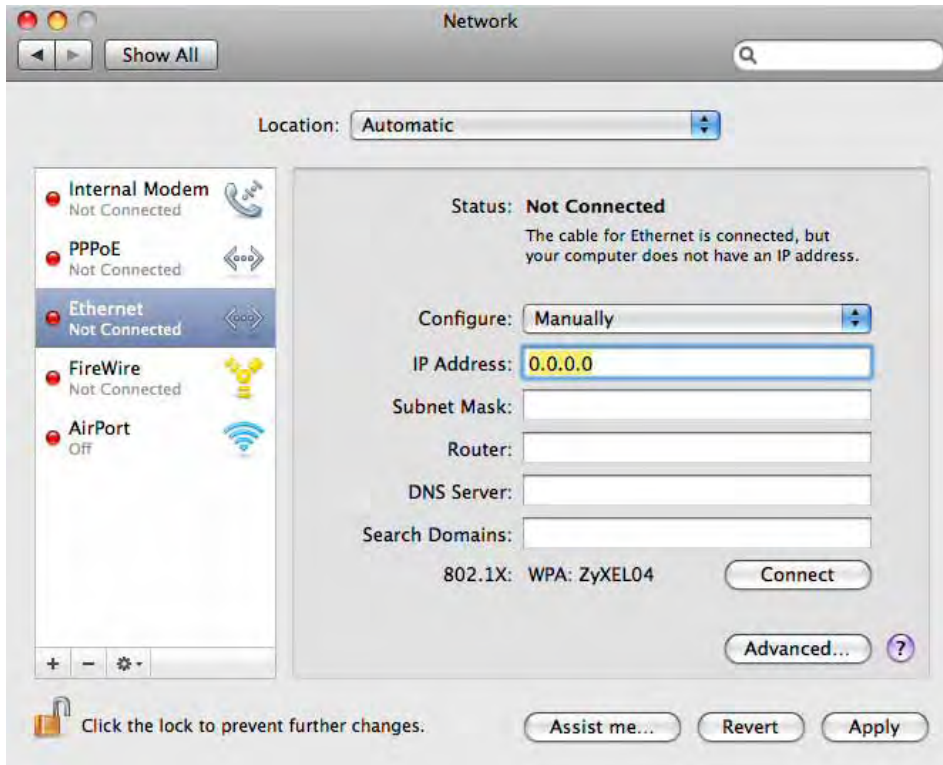 Network
Show All
Location: Automatic
Internal Modem
Not Connected
PPPoE
Not Connected
Ethernet
Not Connected
FireWire
Not Connected
AirPort
Off
Status: Not Connected
The cable for Ethernet is connected, but
your computer does not have an IP address.
Configure: Manually
IP Address: 0.0.0.0
Subnet Mask:
Router:
DNS Server:
Search Domains:
802.1X: WPA: ZyXEL04 Connect
Advanced... ?
+ −
Click the lock to prevent further changes. Assist me... Revert Apply